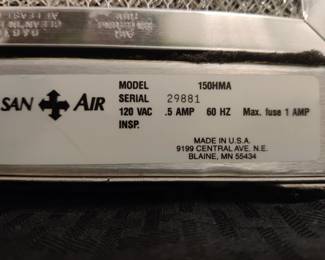 SAN AIR
MODEL 150HMA
SERIAL 29881
120 VAC .5 AMP 60 HZ Max. fuse 1 AMP
INSP.
MADE IN U.S.A.
9199 CENTRAL AVE. N.E.
BLAINE, MN 55434